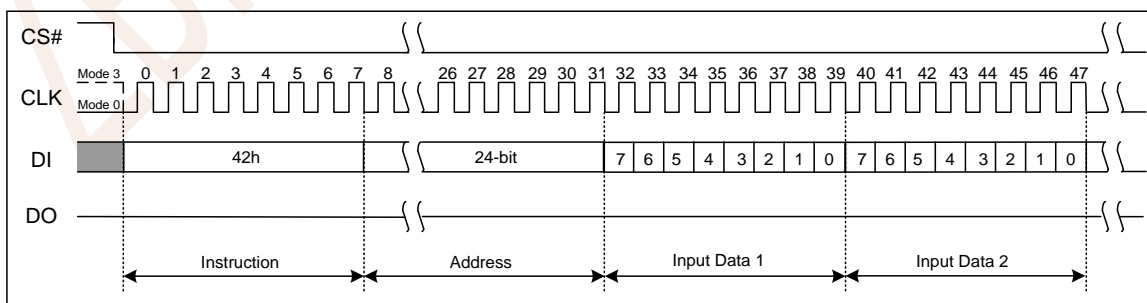 CS#
Mode 3 0 1 2 3 4 5 6 7 8 26 27 28 29 30 31 32 33 34 35 36 37 38 39 40 41 42 43 44 45 46 47
CLK
Mode 0
DI 42h 24-bit 7 6 5 4 3 2 1 0 7 6 5 4 3 2 1 0
DO
Instruction Address Input Data 1 Input Data 2